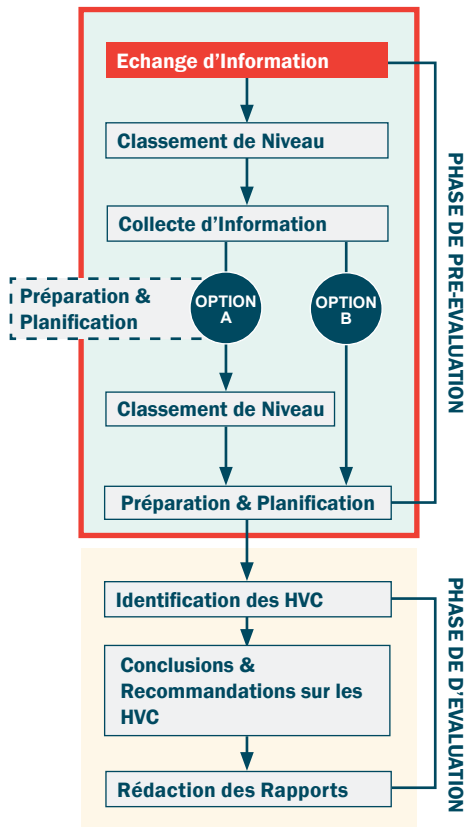 Echange d’Information
Classement de Niveau
Collecte d’Information
Préparation &
Planification
OPTION
A
OPTION
B
Classement de Niveau
Préparation & Planification
PHASE DE PRE-EVALUATION
Identification des HVC
Conclusions &
Recommandations sur les
HVC
Rédaction des Rapports
PHASE DE D’EVALUATION